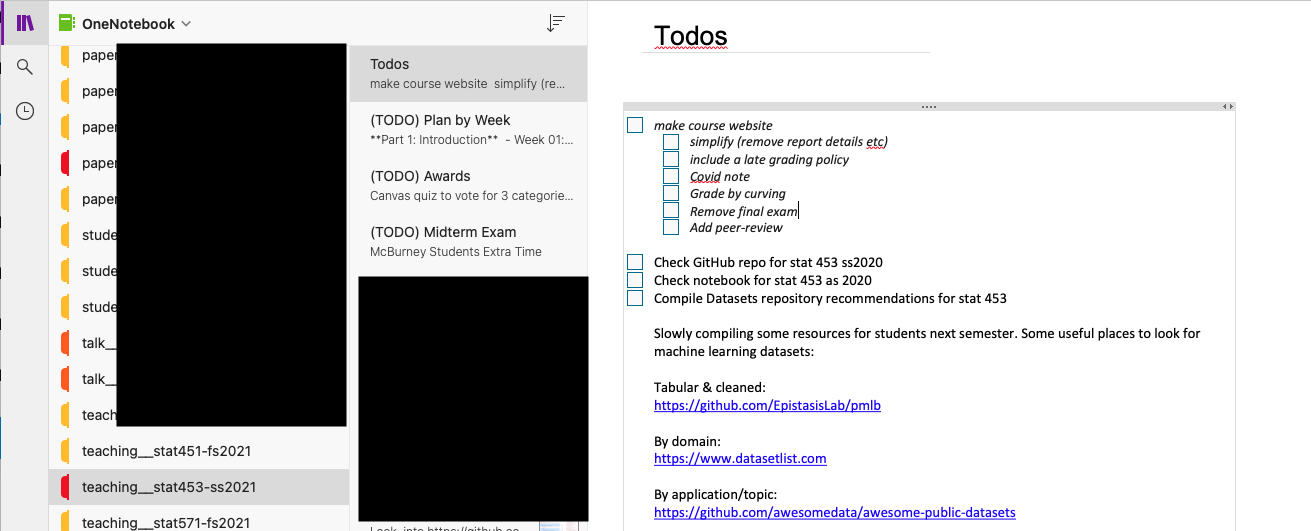 OneNotebook
paper
paper
paper
paper
paper
stude
stude
stude
talk_
talk_
teach
teaching__stat451-fs2021
teaching__stat453-ss2021
teaching__stat571-fs2021
Todos
make course website simplify (re...
(TODO) Plan by Week
**Part 1: Introduction** - Week 01:...
(TODO) Awards
Canvas quiz to vote for 3 categorie...
(TODO) Midterm Exam
McBurney Students Extra Time
Look into https://github.co
Todos
make course website
simplify (remove report details etc)
include a late grading policy
Covid note
Grade by curving
Remove final exam
Add peer-review
Check GitHub repo for stat 453 ss2020
Check notebook for stat 453 as 2020
Compile Datasets repository recommendations for stat 453
Slowly compiling some resources for students next semester. Some useful places to look for
machine learning datasets:
Tabular & cleaned:
https://github.com/EpistasisLab/pmlb
By domain:
https://www.datasetlist.com
By application/topic:
https://github.com/awesomedata/awesome-public-datasets